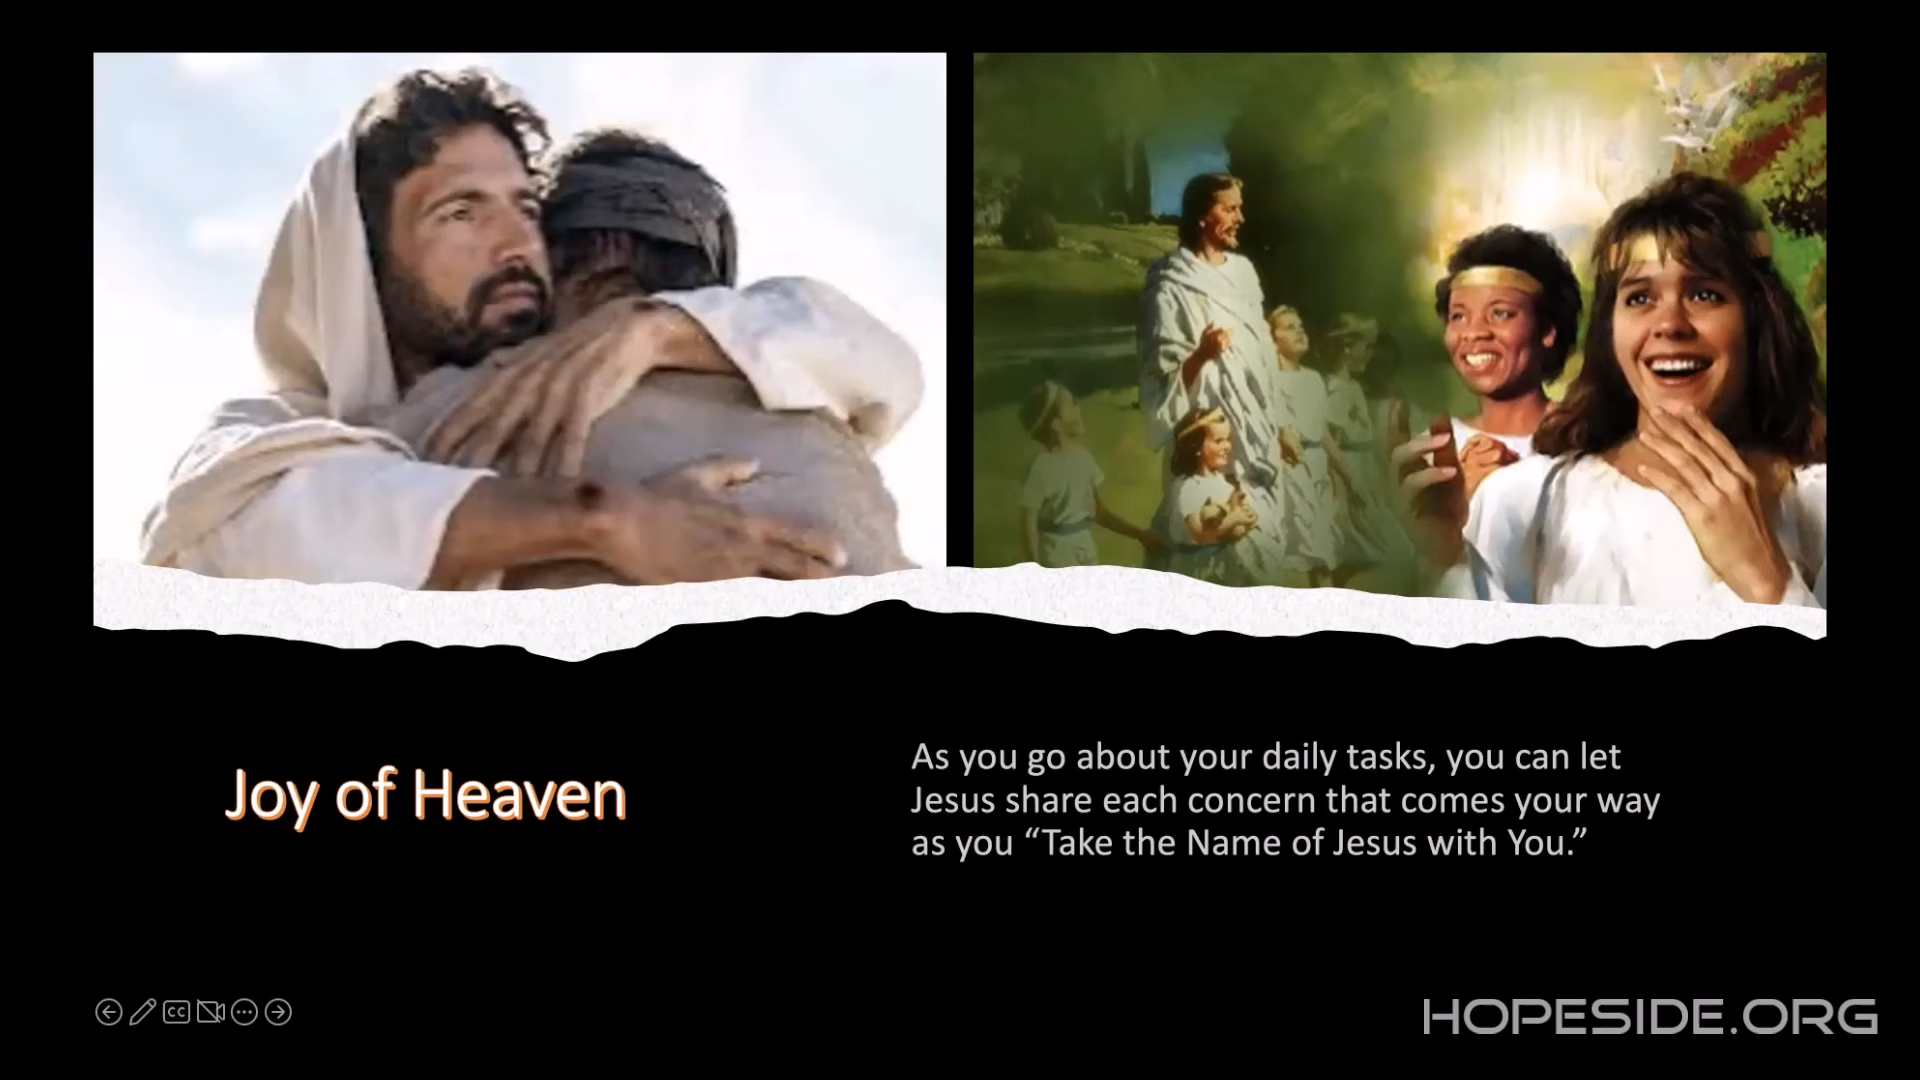 Joy of Heaven
As you go about your daily tasks, you can let
Jesus share each concern that comes your way
as you “Take the Name of Jesus with You.”
CC
HOPESIDE.ORG